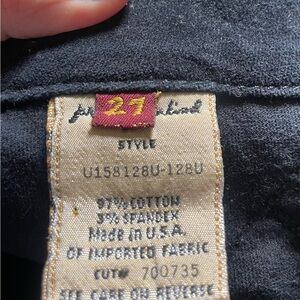 27
STYLE
U158128U-128U
97% COTTON
3% SPANDEX
Made in U.S.A.
OF IMPORTED FABRIC
CUT# 700735
SEE CARE ON REVERSE